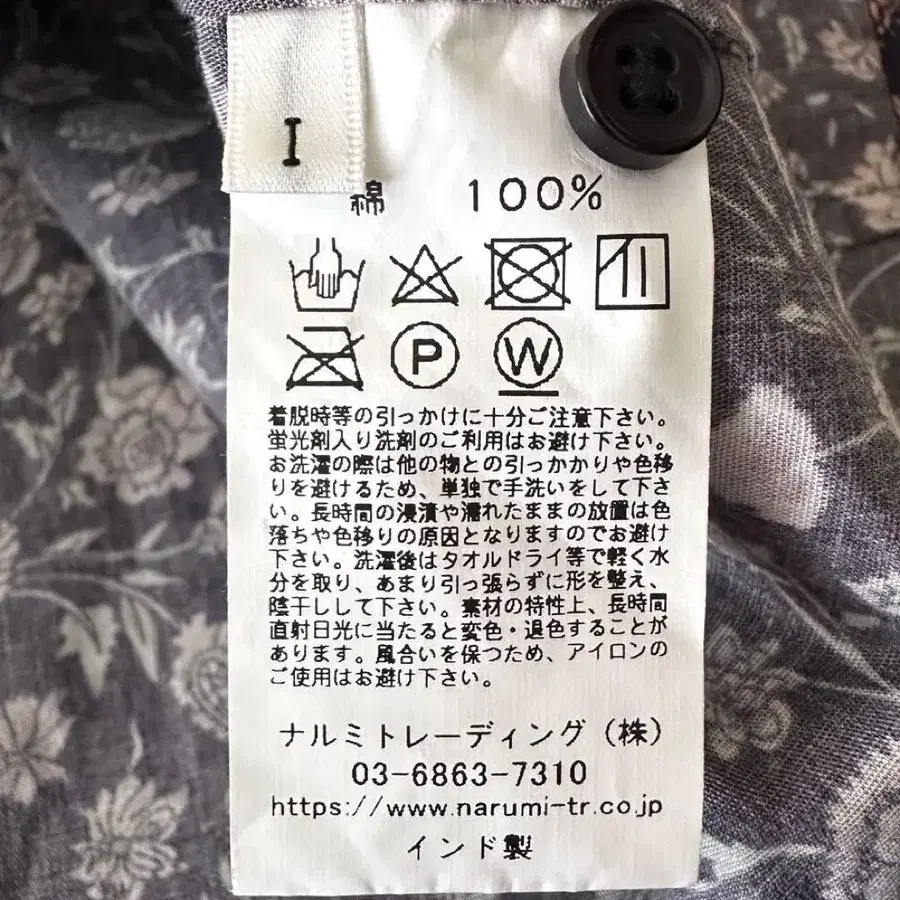 I
綿 100%
P W
着脱時等の引っかけに十分ご注意下さい。
蛍光剤入り洗剤のご利用はお避け下さい。
お洗濯の際は他の物との引っかかりや色移
りを避けるため、単独で手洗いをして下さ
い。長時間の浸漬や濡れたままの放置は色
落ちや色移りの原因となりますのでお避け
下さい。洗濯後はタオルドライ等で軽く水
分を取り、あまり引っ張らずに形を整え、
陰干しして下さい。素材の特性上、長時間
直射日光に当たると変色・退色することが
あります。風合いを保つため、アイロンの
ご使用はお避け下さい。
ナルミトレーディング（株）
03-6863-7310
https://www.narumi-tr.co.jp
インド製